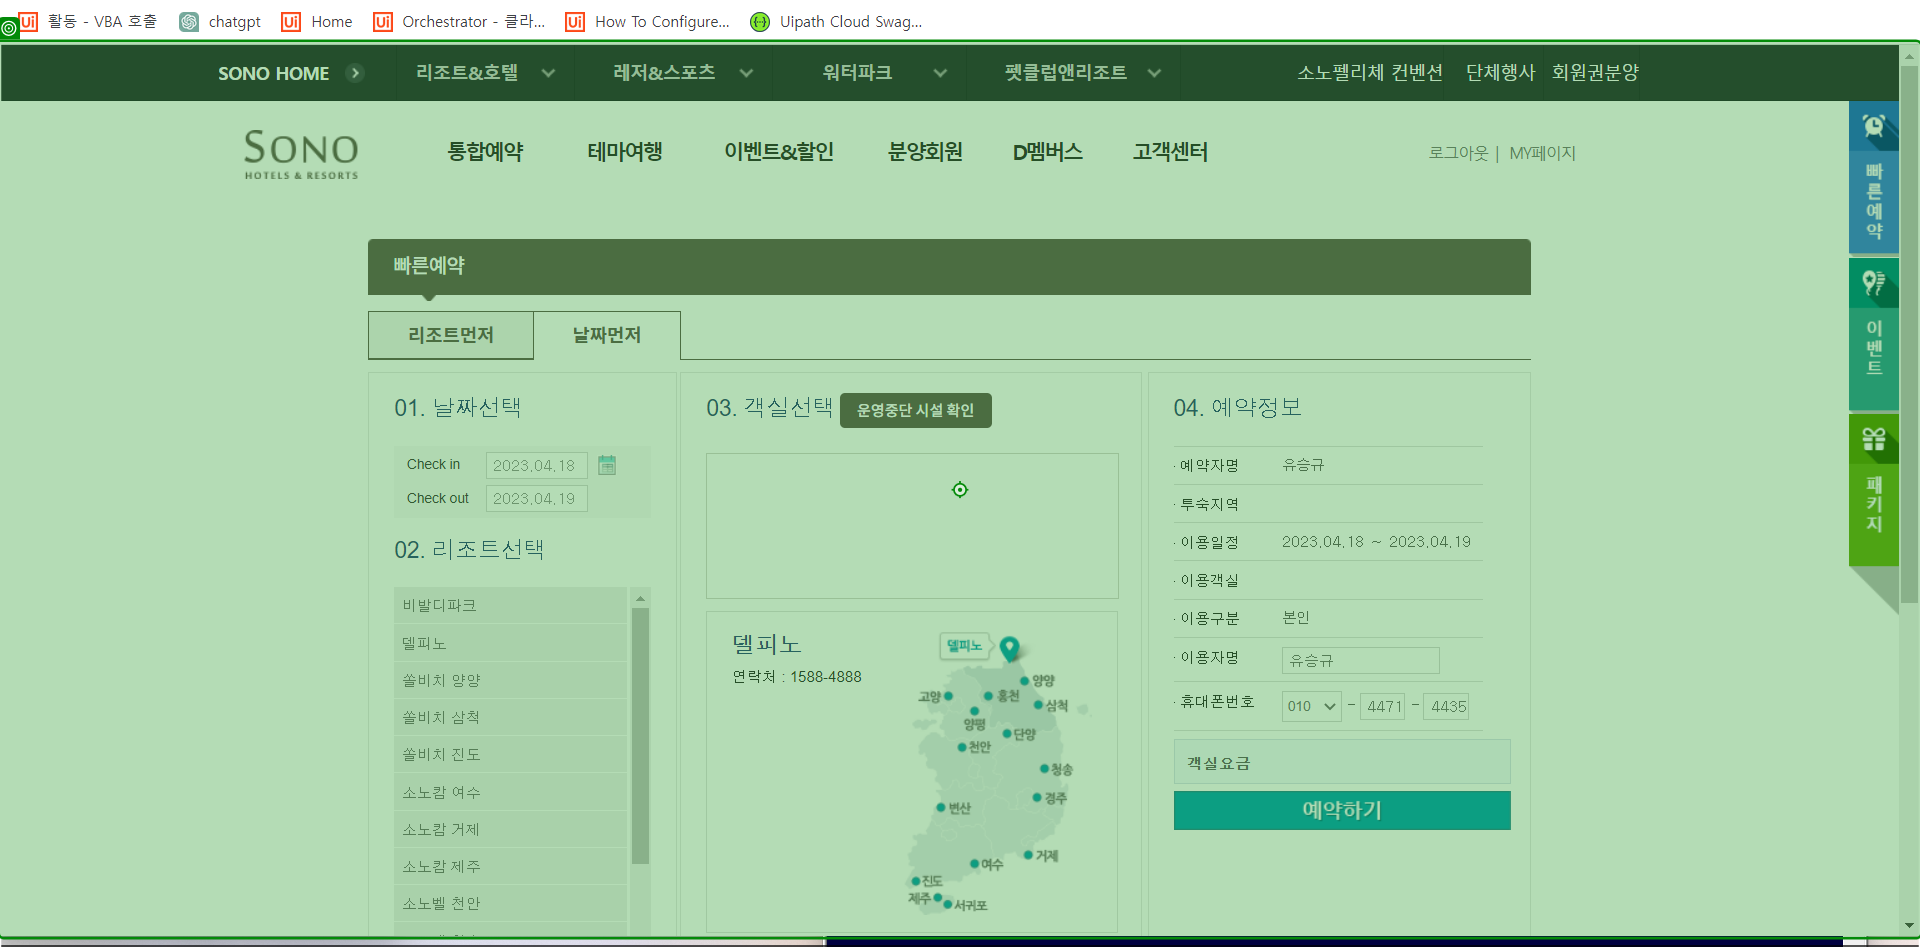 활동 - VBA 호출 chatgpt Home Orchestrator - 클라... How To Configure... Uipath Cloud Swag...
SONO HOME 리조트&호텔 레저&스포츠 워터파크 펫클럽앤리조트 소노펠리체 컨벤션 단체행사 회원권분양
SONO
HOTELS & RESORTS
통합예약 테마여행 이벤트&할인 분양회원 D멤버스 고객센터
로그아웃 | MY페이지
빠른예약
이벤트
패키지
빠른예약
리조트먼저 날짜먼저
01. 날짜선택
Check in 2023.04.18
Check out 2023.04.19
02. 리조트선택
비발디파크
델피노
쏠비치 양양
쏠비치 삼척
쏠비치 진도
소노캄 여수
소노캄 거제
소노캄 제주
소노벨 천안
03. 객실선택 운영중단 시설 확인
델피노
연락처 : 1588-4888
델피노
양양
고양
홍천
삼척
양평
단양
천안
청송
경주
변산
거제
여수
진도
제주
서귀포
04. 예약정보
· 예약자명 유승규
· 투숙지역
· 이용일정 2023.04.18 ~ 2023.04.19
· 이용객실
· 이용구분 본인
· 이용자명 유승규
· 휴대폰번호 010 - 4471 - 4435
객실요금
예약하기